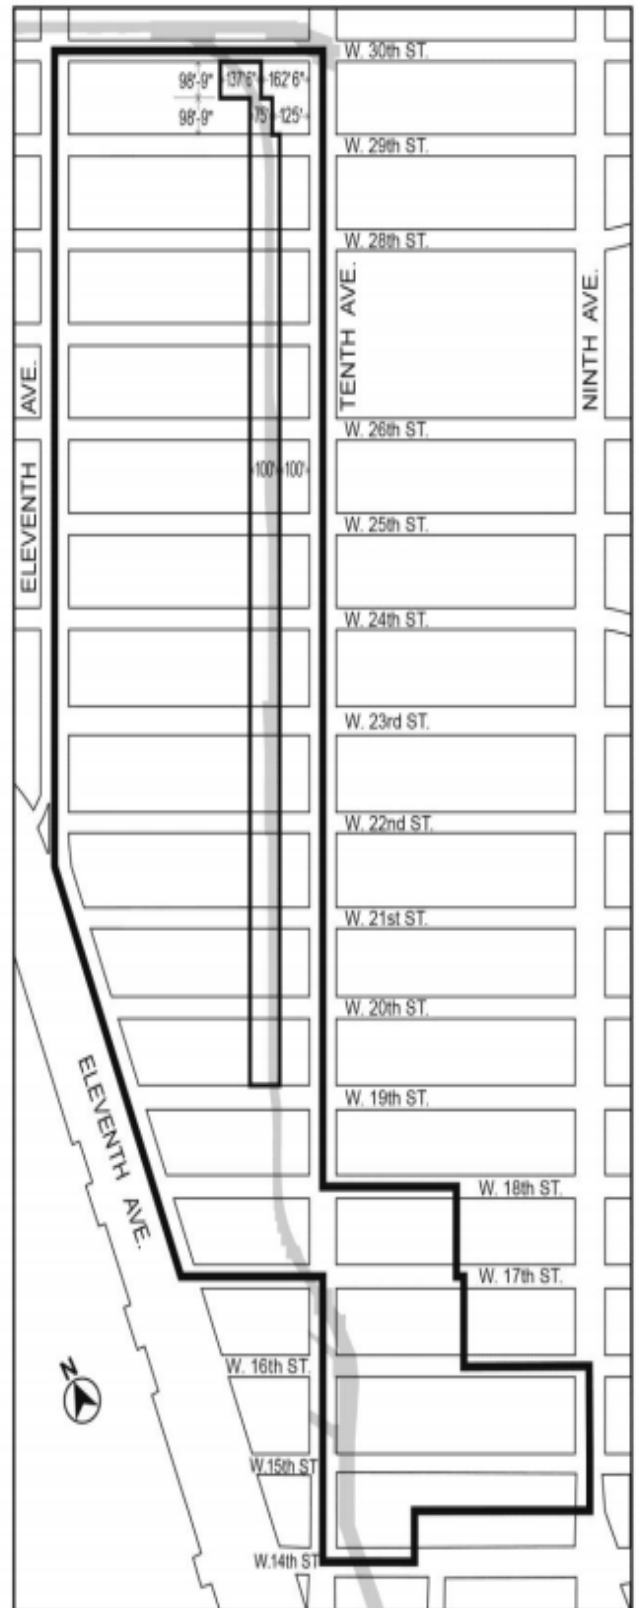 W. 30th ST.
98'-9" 137'6" 162'6"
98'-9" 75' 125'
W. 29th ST.
W. 28th ST.
TENTH AVE.
NINTH AVE.
ELEVENTH AVE.
W. 26th ST.
100' 100'
W. 25th ST.
W. 24th ST.
W. 23rd ST.
W. 22nd ST.
W. 21st ST.
W. 20th ST.
W. 19th ST.
ELEVENTH AVE.
W. 18th ST.
W. 17th ST.
W. 16th ST.
N
W.15th ST
W.14th ST